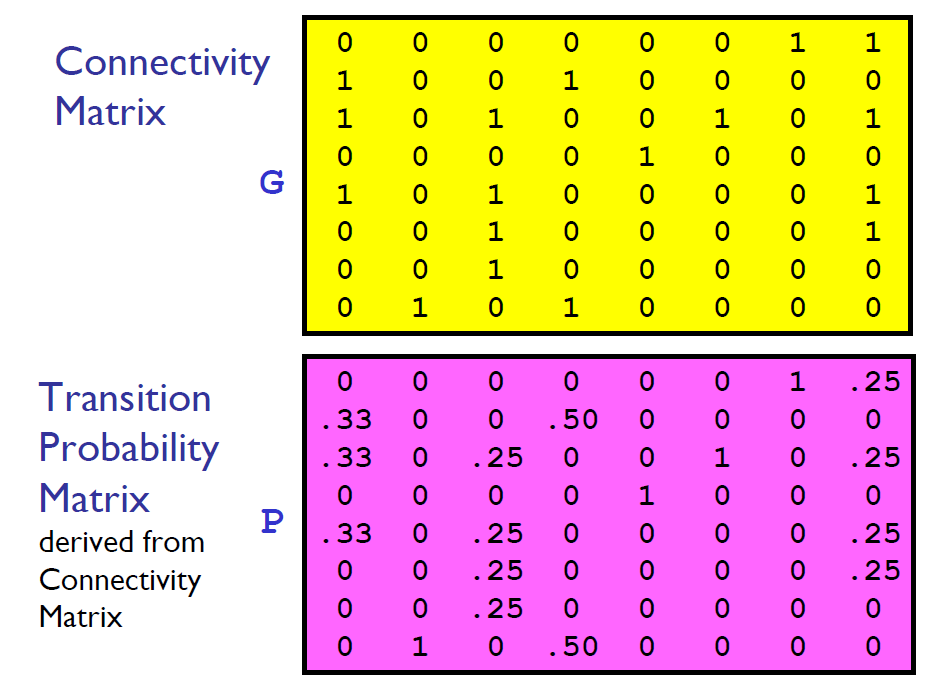 Connectivity
Matrix
G
0 0 0 0 0 0 1 1
1 0 0 1 0 0 0 0
1 0 1 0 0 1 0 1
0 0 0 0 1 0 0 0
1 0 1 0 0 0 0 1
0 0 1 0 0 0 0 1
0 0 1 0 0 0 0 0
0 1 0 1 0 0 0 0
Transition
Probability
Matrix
derived from
Connectivity
Matrix
P
0 0 0 0 0 0 1 .25
.33 0 0 .50 0 0 0 0
.33 0 .25 0 0 1 0 .25
0 0 0 0 1 0 0 0
.33 0 .25 0 0 0 0 .25
0 0 .25 0 0 0 0 .25
0 0 .25 0 0 0 0 0
0 1 0 .50 0 0 0 0